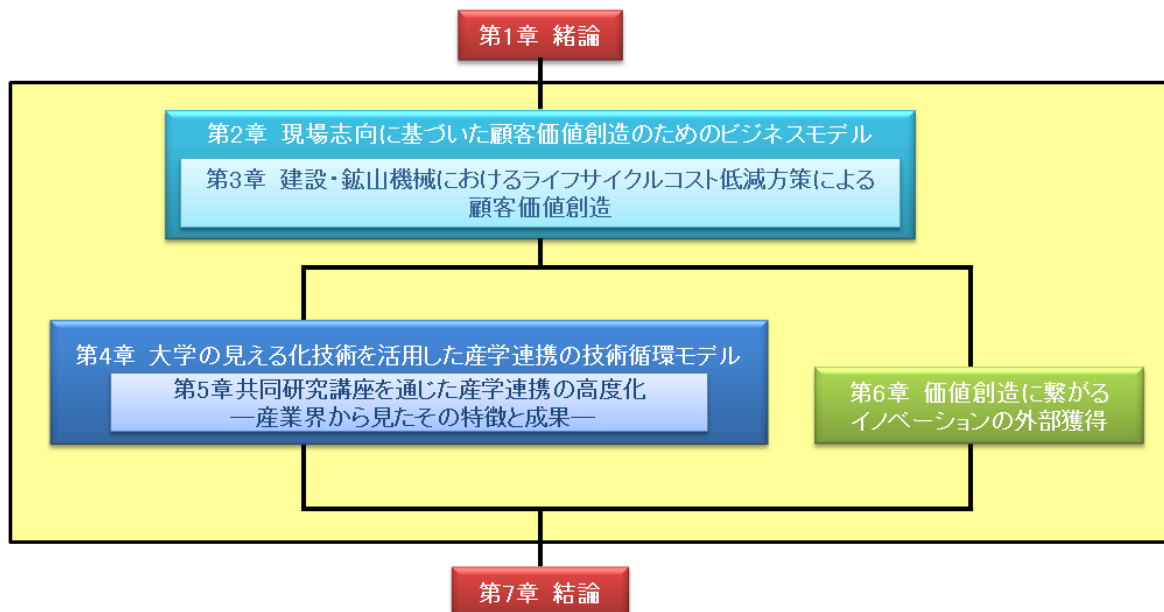 第1章 緒論
第2章 現場志向に基づいた顧客価値創造のためのビジネスモデル
第3章 建設・鉱山機械におけるライフサイクルコスト低減方策による
顧客価値創造
第4章 大学の見える化技術を活用した産学連携の技術循環モデル
第5章共同研究講座を通じた産学連携の高度化
―産業界から見たその特徴と成果―
第6章 価値創造に繋がる
イノベーションの外部獲得
第7章 結論